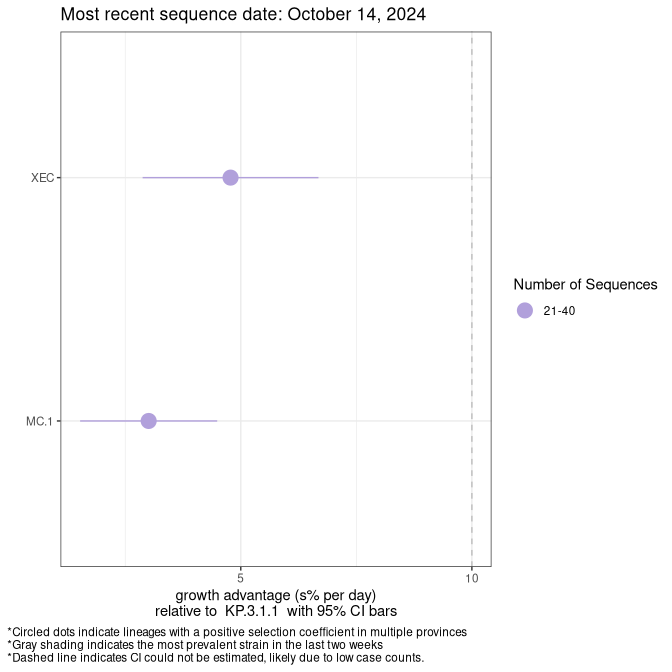 Most recent sequence date: October 14, 2024
XEC
MC.1
5
10
growth advantage (s% per day)
relative to KP.3.1.1 with 95% CI bars
Number of Sequences
21-40
*Circled dots indicate lineages with a positive selection coefficient in multiple provinces
*Gray shading indicates the most prevalent strain in the last two weeks
*Dashed line indicates CI could not be estimated, likely due to low case counts.